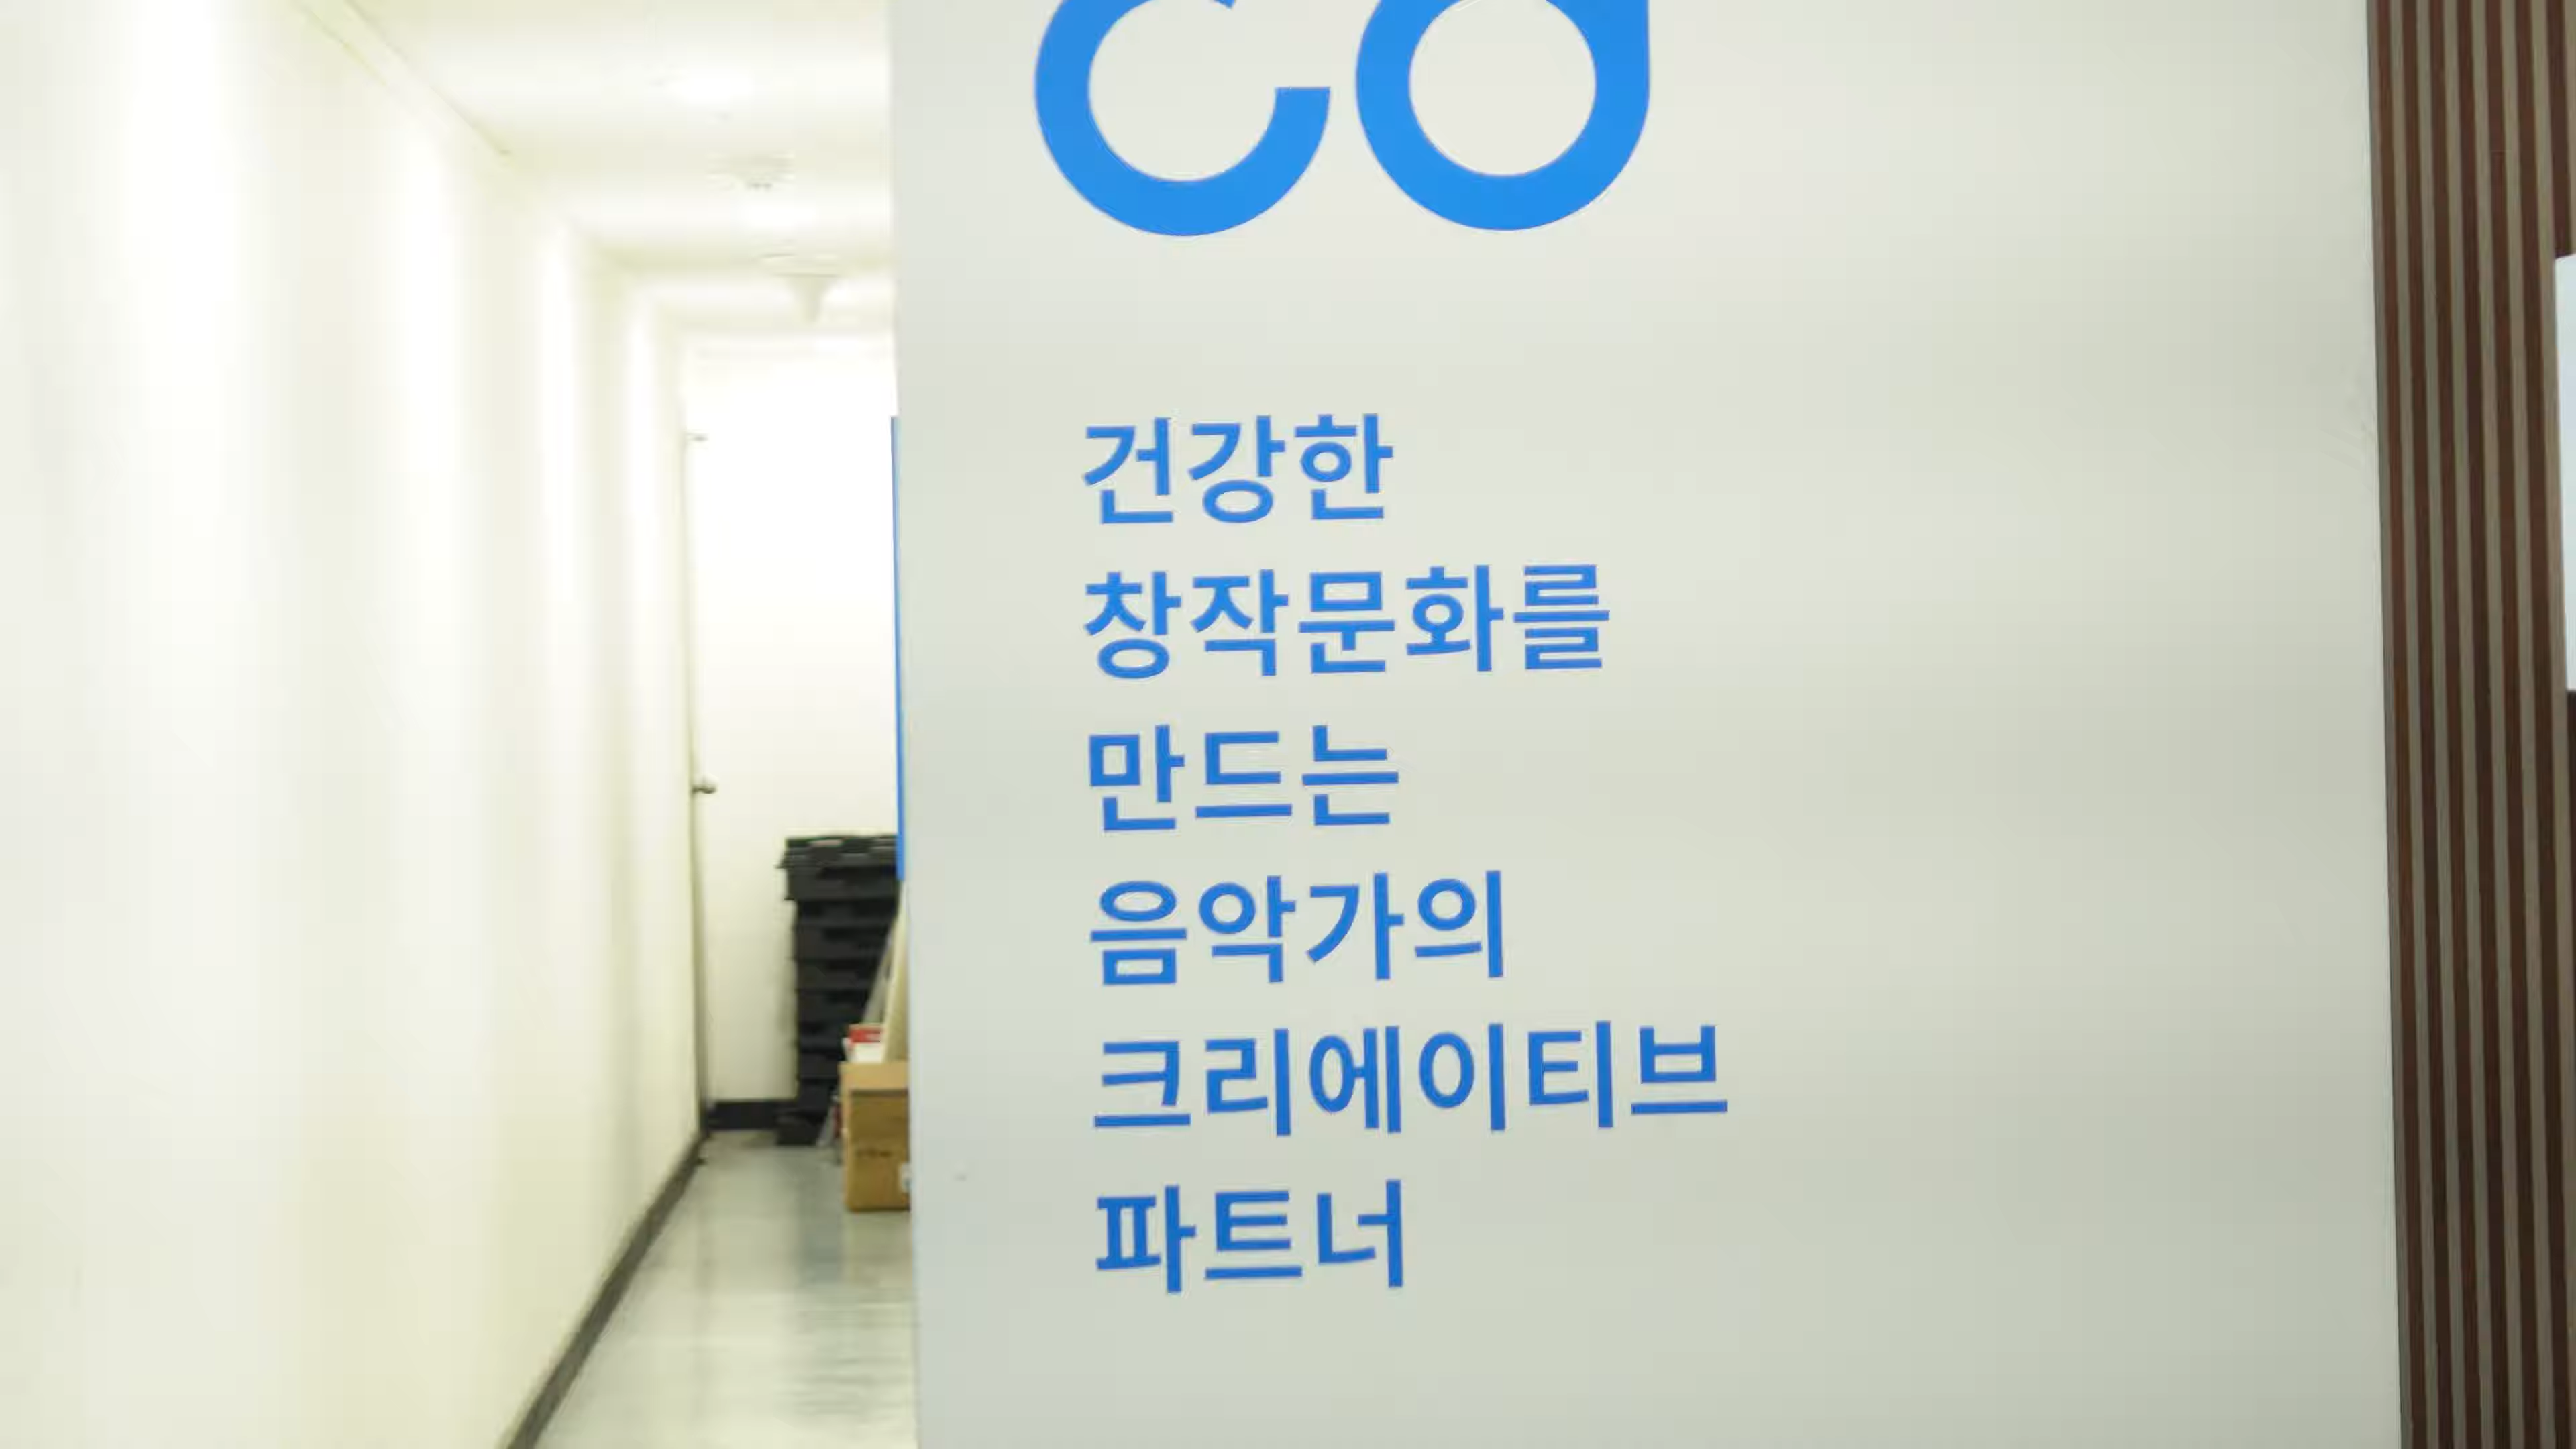 건강한
창작문화를
만드는
음악가의
크리에이티브
파트너